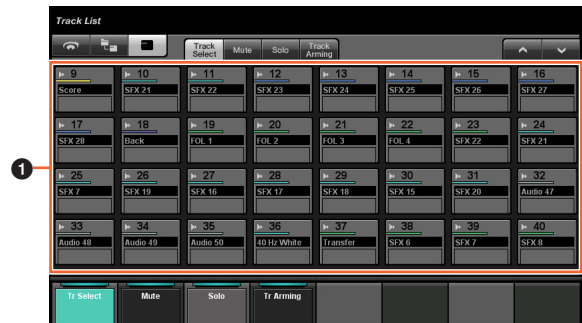 Track List
Track Select Mute Solo Track Arming
9 10 11 12 13 14 15 16
Score SFX 21 SFX 22 SFX 23 SFX 24 SFX 25 SFX 26 SFX 27
17 18 19 20 21 22 23 24
SFX 28 Back FOL 1 FOL 2 FOL 3 FOL 4 SFX 22 SFX 21
1
25 26 27 28 29 30 31 32
SFX 7 SFX 19 SFX 16 SFX 17 SFX 18 SFX 15 SFX 20 Audio 47
33 34 35 36 37 38 39 40
Audio 48 Audio 49 Audio 50 40 Hz White Transfer SFX 6 SFX 7 SFX 8
Tr Select Mute Solo Tr Arming